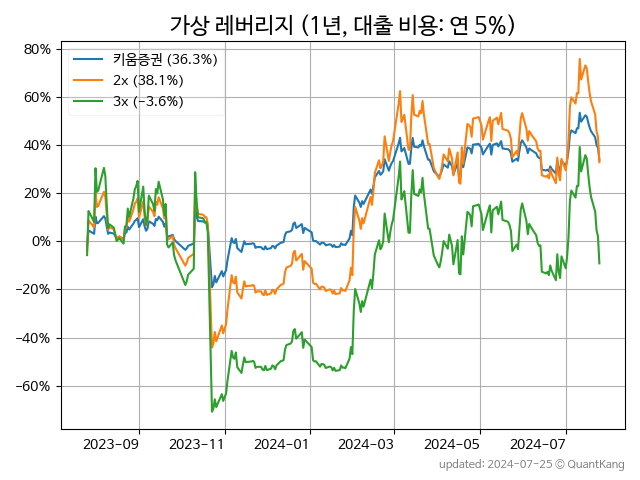 가상 레버리지 (1년, 대출 비용: 연 5%)
키움증권 (36.3%)
2x (38.1%)
3x (−3.6%)
80%
60%
40%
20%
0%
−20%
−40%
−60%
2023-09
2023-11
2024-01
2024-03
2024-05
2024-07
updated: 2024-07-25 © QuantKang